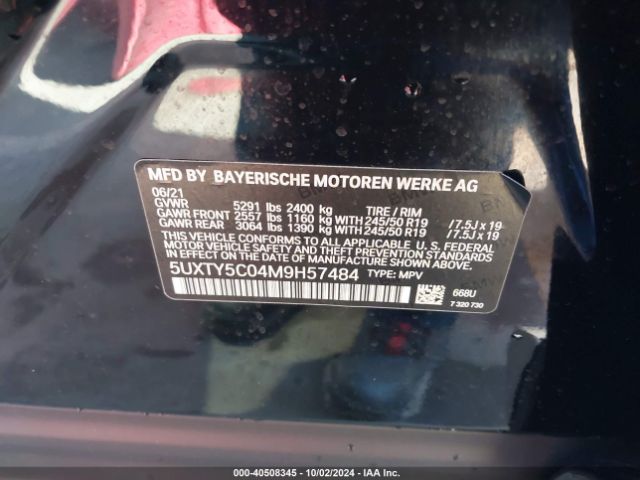 MFD BY BAYERISCHE MOTOREN WERKE AG
06/21
GVWR 5291 lbs 2400 kg TIRE / RIM
GAWR FRONT 2557 lbs 1160 kg WITH 245/50 R19 /7.5J x 19
GAWR REAR 3064 lbs 1390 kg WITH 245/50 R19 /7.5J x 19
THIS VEHICLE CONFORMS TO ALL APPLICABLE U. S. FEDERAL
MOTOR VEHICLE SAFETY, BUMPER, AND THEFT PREVENTION
STANDARDS IN EFFECT ON THE DATE OF MANUFACTURE SHOWN ABOVE.
5UXTY5C04M9H57484 TYPE: MPV
668U
7 320 730
000-40508345 - 10/02/2024 - IAA Inc.